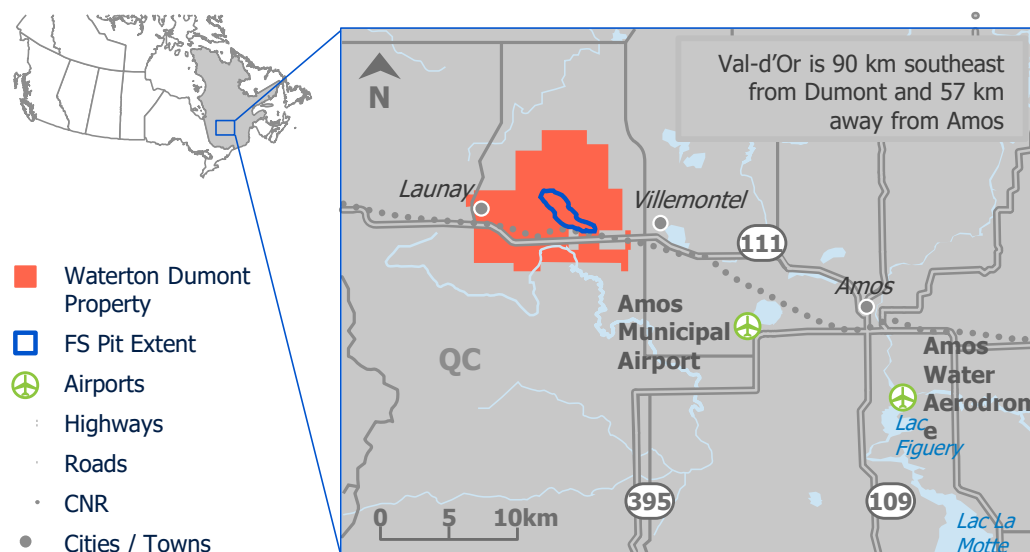 Val-d'Or is 90 km southeast
from Dumont and 57 km
away from Amos
N
Launay
Villemontel
111
Amos
Amos
Municipal
Airport
QC
Amos
Water
Aerodrom
e
Lac
Figuery
395
109
Lac La
Motte
0 5 10km
Waterton Dumont
Property
FS Pit Extent
Airports
Highways
Roads
CNR
Cities / Towns